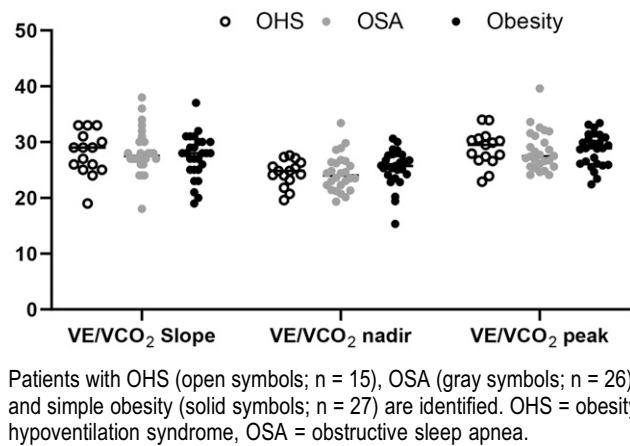 OHS OSA Obesity
50
40
30
20
10
0
VE/VCO₂ Slope VE/VCO₂ nadir VE/VCO₂ peak
Patients with OHS (open symbols; n = 15), OSA (gray symbols; n = 26)
and simple obesity (solid symbols; n = 27) are identified. OHS = obesity
hypoventilation syndrome, OSA = obstructive sleep apnea.